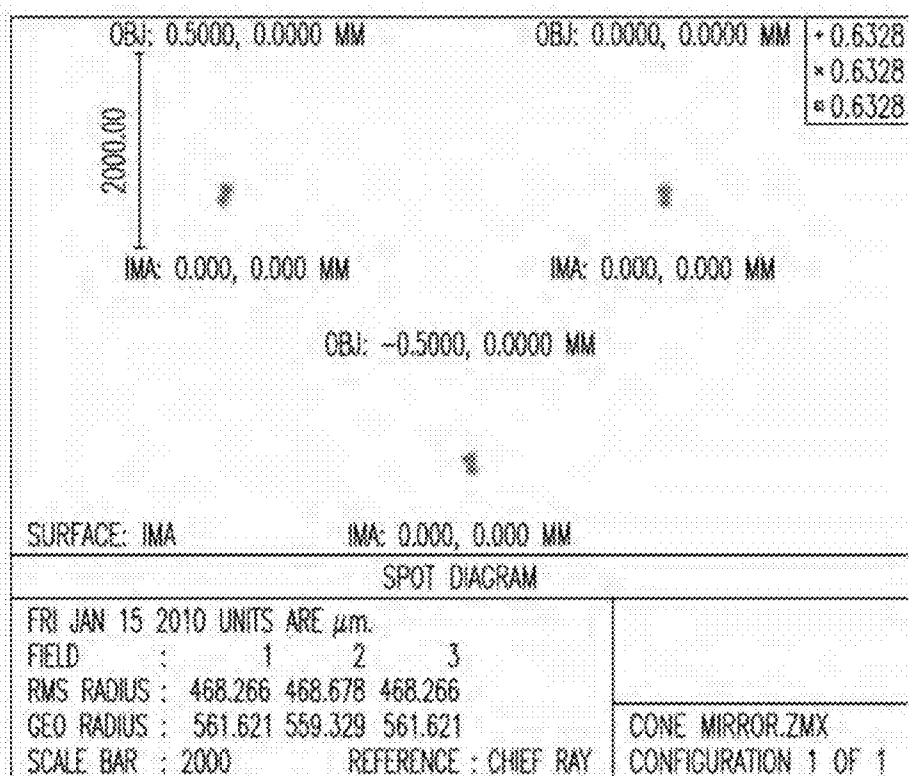 OBJ: 0.5000, 0.0000 MM
OBJ: 0.0000, 0.0000 MM
+ 0.6328
× 0.6328
¤ 0.6328
2000.00
IMA: 0.000, 0.000 MM
IMA: 0.000, 0.000 MM
OBJ: −0.5000, 0.0000 MM
SURFACE: IMA
IMA: 0.000, 0.000 MM
SPOT DIAGRAM
FRI JAN 15 2010 UNITS ARE μm.
FIELD : 1 2 3
RMS RADIUS : 468.266 468.678 468.266
GEO RADIUS : 561.621 559.329 561.621
SCALE BAR : 2000 REFERENCE : CHIEF RAY
CONE MIRROR.ZMX
CONFIGURATION 1 OF 1